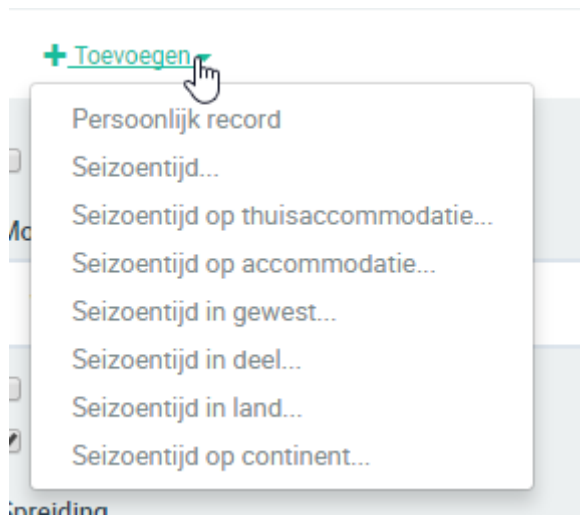 Toevoegen
Persoonlijk record
Seizoentijd...
Seizoentijd op thuisaccommodatie...
Seizoentijd op accommodatie...
Seizoentijd in gewest...
Seizoentijd in deel...
Seizoentijd in land...
Seizoentijd op continent...
Spreiding